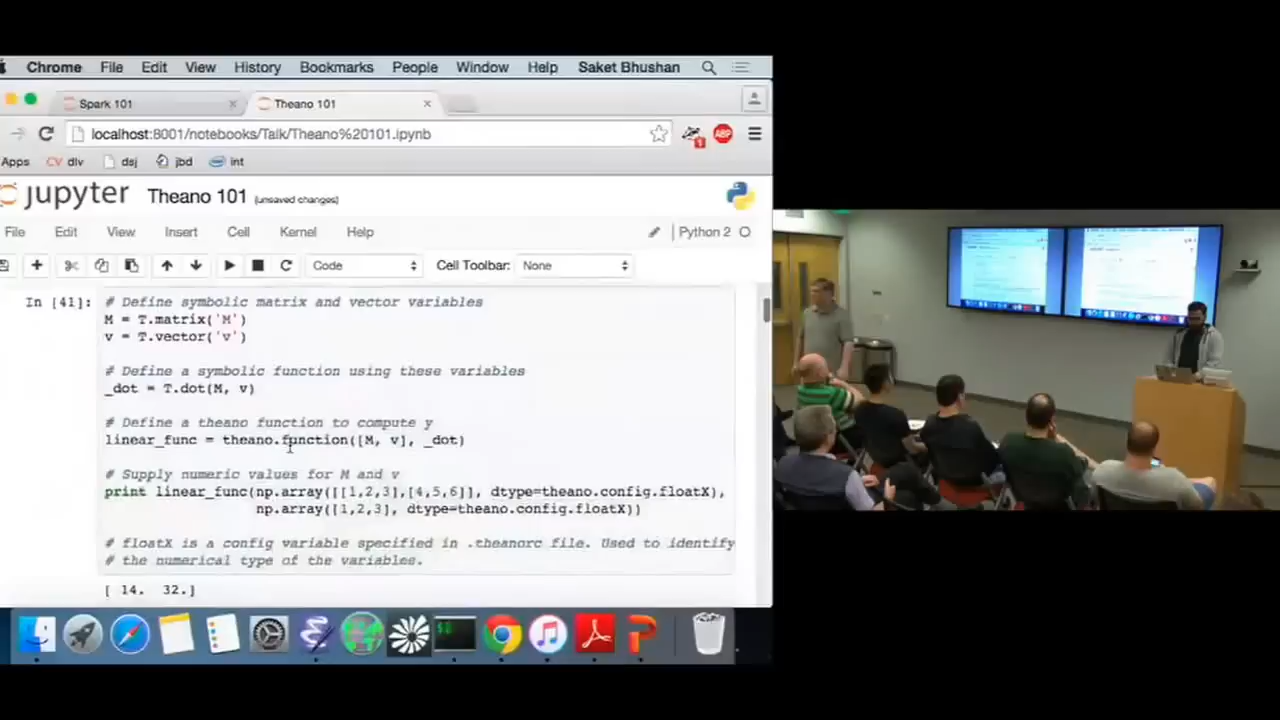 Chrome File Edit View History Bookmarks People Window Help Saket Bhushan
Spark 101 Theano 101
localhost:8001/notebooks/Talk/Theano%20101.ipynb
ABP
Apps CV dlv dsj jbd int
jupyter Theano 101 (unsaved changes)
File Edit View Insert Cell Kernel Help Python 2
Code Cell Toolbar: None
In [41]: # Define symbolic matrix and vector variables
M = T.matrix('M')
v = T.vector('v')
# Define a symbolic function using these variables
_dot = T.dot(M, v)
# Define a theano function to compute y
linear_func = theano.function([M, v], _dot)
# Supply numeric values for M and v
print linear_func(np.array([[1,2,3],[4,5,6]], dtype=theano.config.floatX),
np.array([1,2,3], dtype=theano.config.floatX))
# floatX is a config variable specified in .theanorc file. Used to identify
# the numerical type of the variables.
[ 14. 32.]